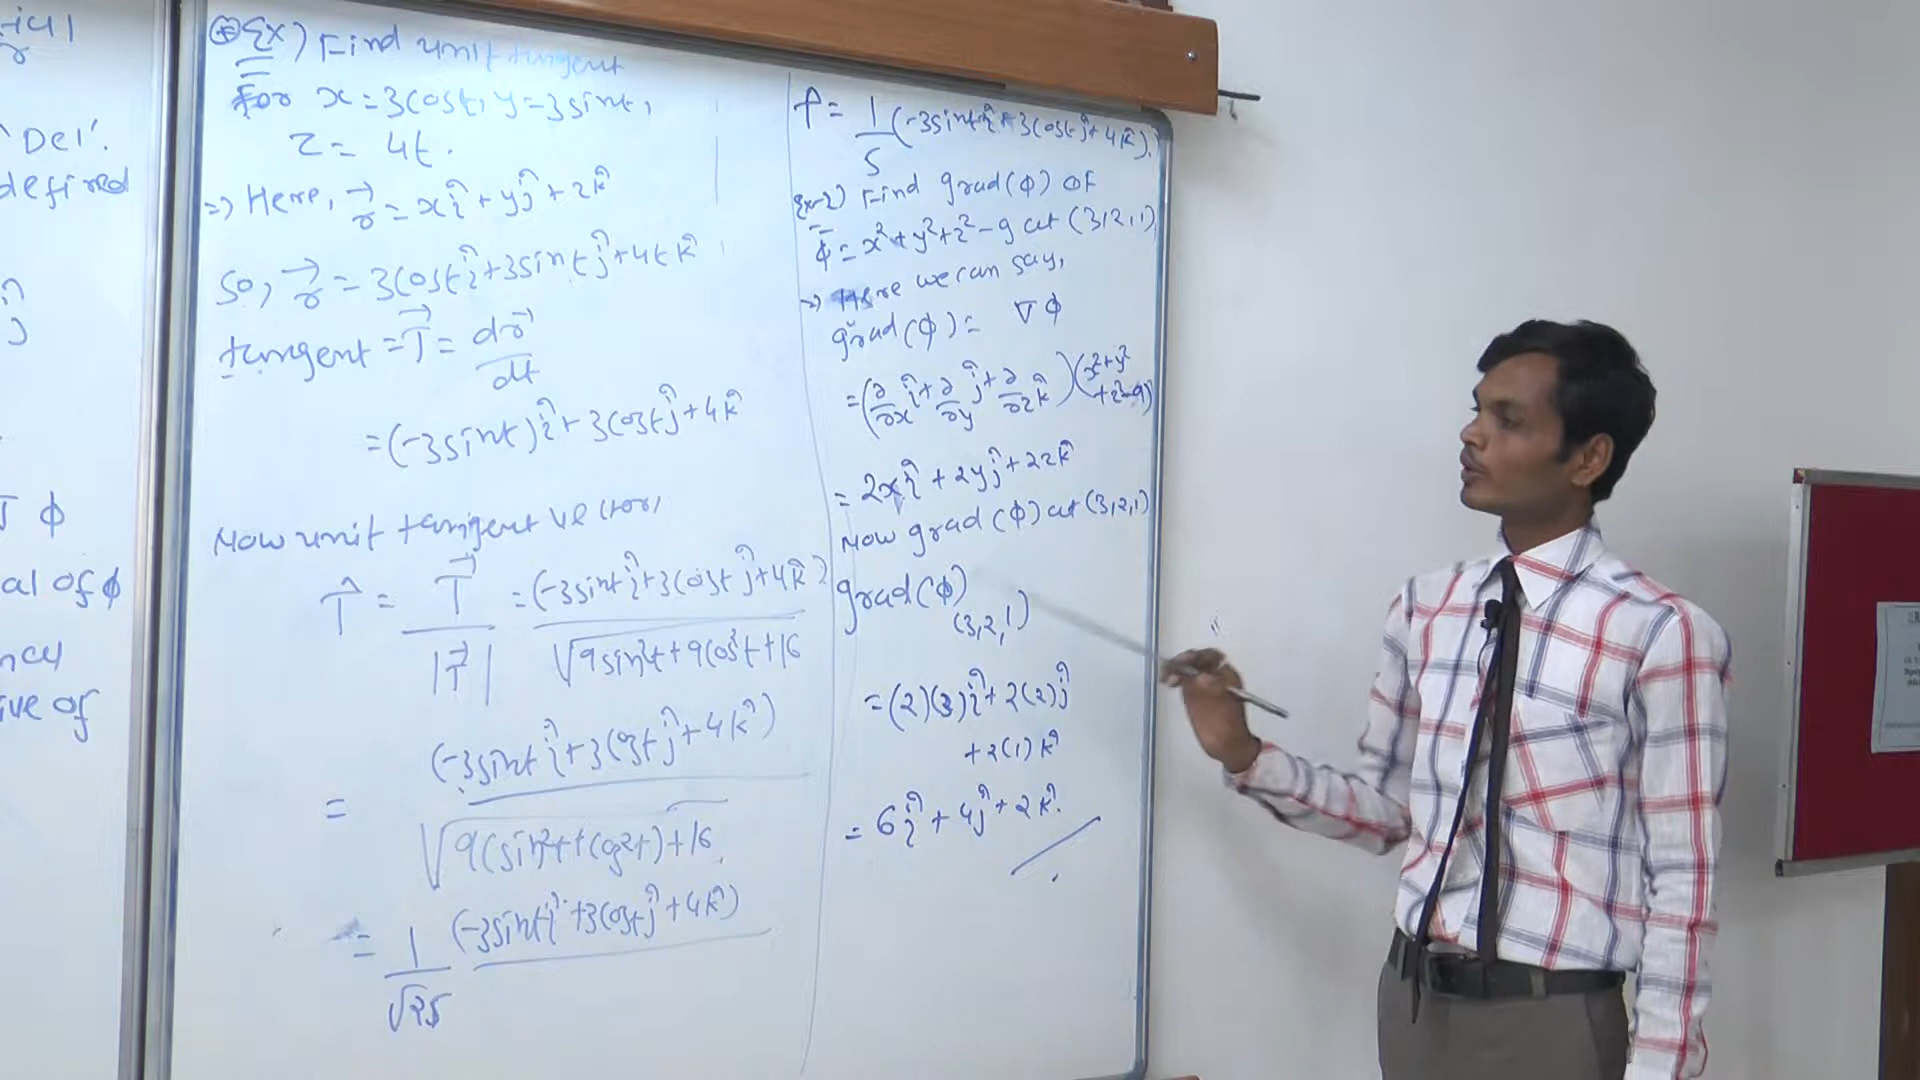 'Del'.
defined
φ
al of φ
ive of
Ex) Find unit tangent
For x = 3cost, y = 3sint,
z = 4t.
=> Here, r⃗ = xî + yĵ + zk̂
so, r⃗ = 3cost î + 3sint ĵ + 4t k̂
tangent = T⃗ = dr⃗/dt
= (-3sint) î + 3cost ĵ + 4k̂
Now unit tangent vector,
T̂ = T⃗/|T⃗| = (-3sint î + 3cost ĵ + 4k̂)/√9sin²t + 9cos²t + 16
= (-3sint î + 3cost ĵ + 4k̂)/√9(sin²t + cos²t) + 16
= 1/√25 (-3sint î + 3cost ĵ + 4k̂)
T̂ = 1/5 (-3sint î + 3cost ĵ + 4k̂).
Ex-2) Find grad(φ) of
φ = x² + y² + z² - 9 at (3,2,1)
=> Here we can say,
grad(φ) = ∇φ
= (∂/∂x î + ∂/∂y ĵ + ∂/∂z k̂)(x² + y²
+ z² - 9)
= 2x î + 2y ĵ + 2z k̂
Now grad(φ) at (3,2,1)
grad(φ)
(3,2,1)
= (2)(3) î + 2(2) ĵ
+ 2(1) k̂
= 6î + 4ĵ + 2k̂.